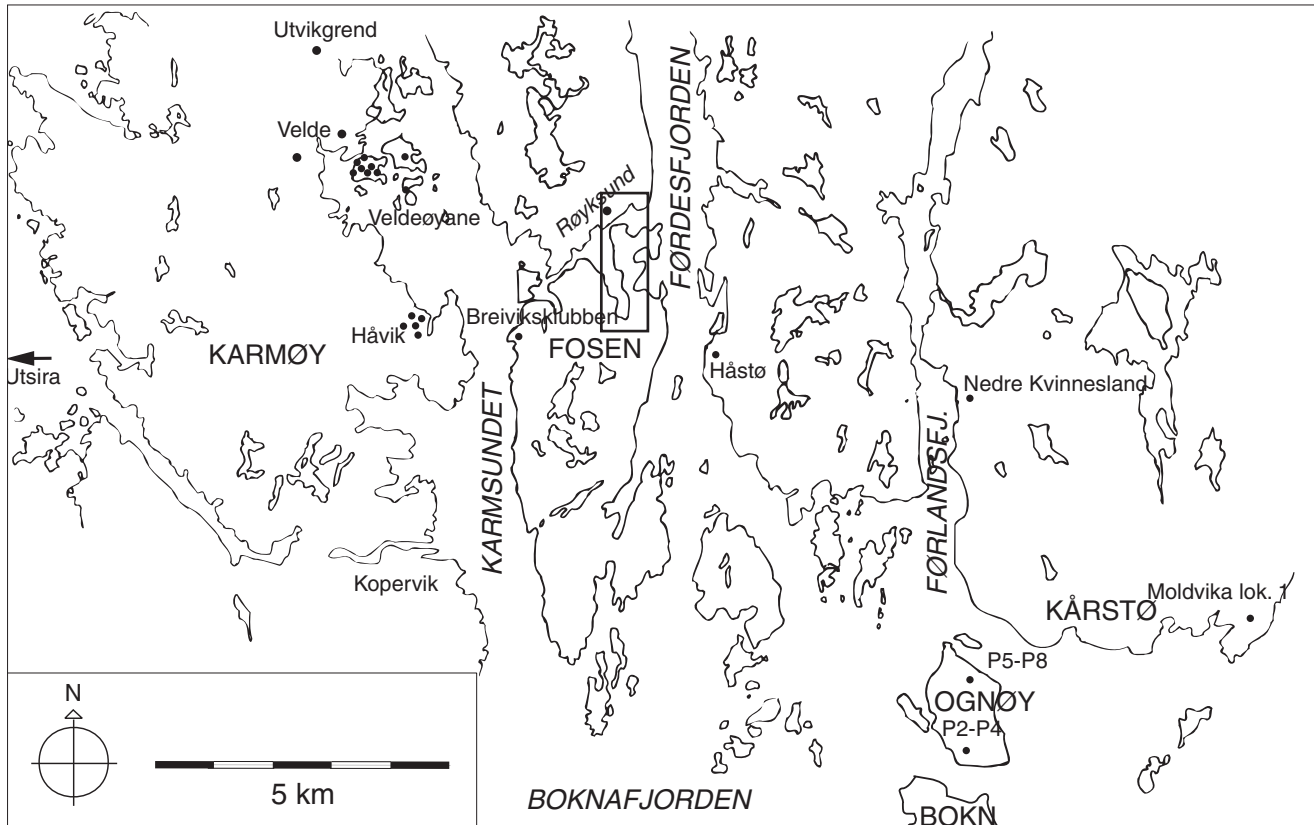 Utvikgrend
Velde
Veldeøyane
Røyksund
FØRDESFJORDEN
Håvik
Breiviksklubben
KARMØY
FOSEN
Håstø
Utsira
Nedre Kvinnesland
KARMSUNDET
FØRLANDSFJ.
Kopervik
Moldvika lok. 1
KÅRSTØ
P5-P8
OGNØY
P2-P4
N
5 km
BOKNAFJORDEN
BOKN